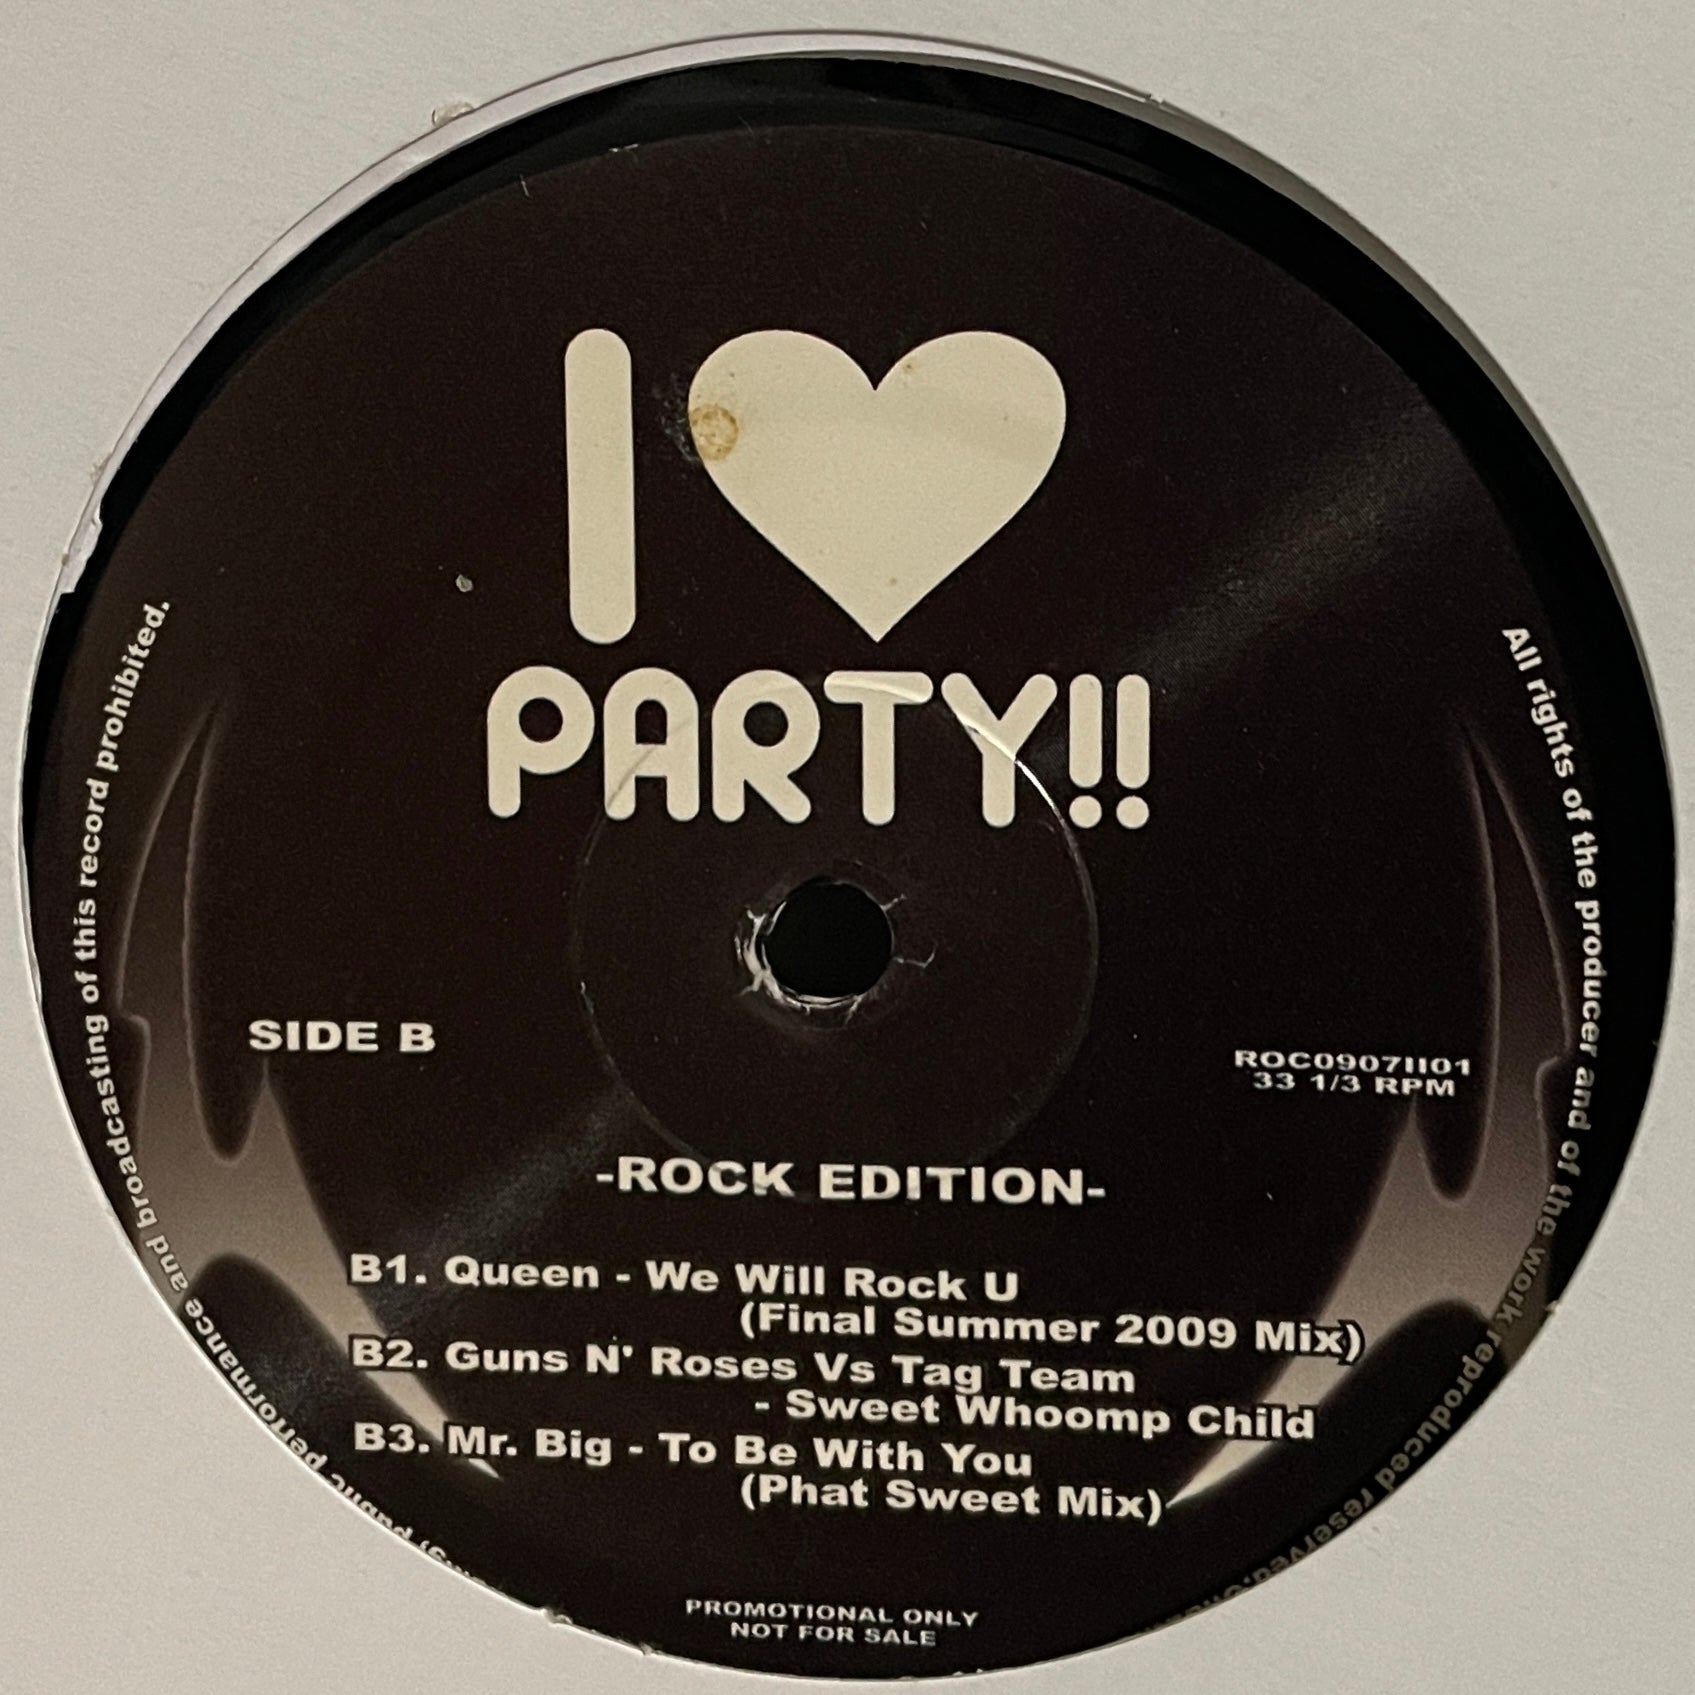 I ♥
PARTY!!
SIDE B
ROC0907II01
33 1/3 RPM
-ROCK EDITION-
B1. Queen - We Will Rock U
(Final Summer 2009 Mix)
B2. Guns N' Roses Vs Tag Team
- Sweet Whoomp Child
B3. Mr. Big - To Be With You
(Phat Sweet Mix)
PROMOTIONAL ONLY
NOT FOR SALE
All rights of the producer and of the work reproduced reserved.
public performance and broadcasting of this record prohibited.